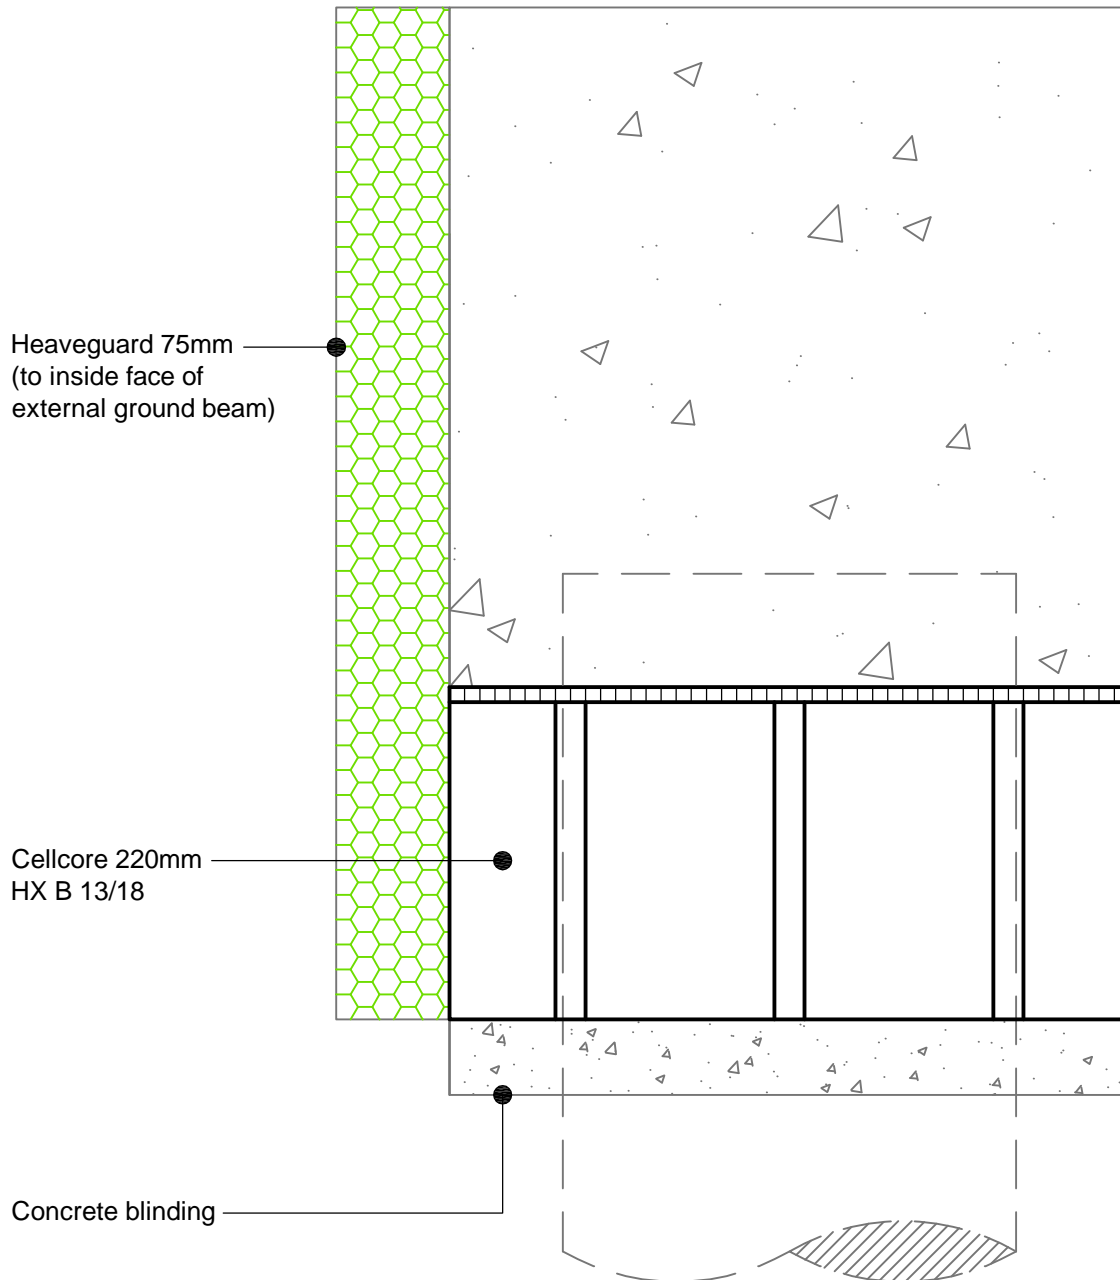 Heaveguard 75mm
(to inside face of
external ground beam)
Cellcore 220mm
HX B 13/18
Concrete blinding